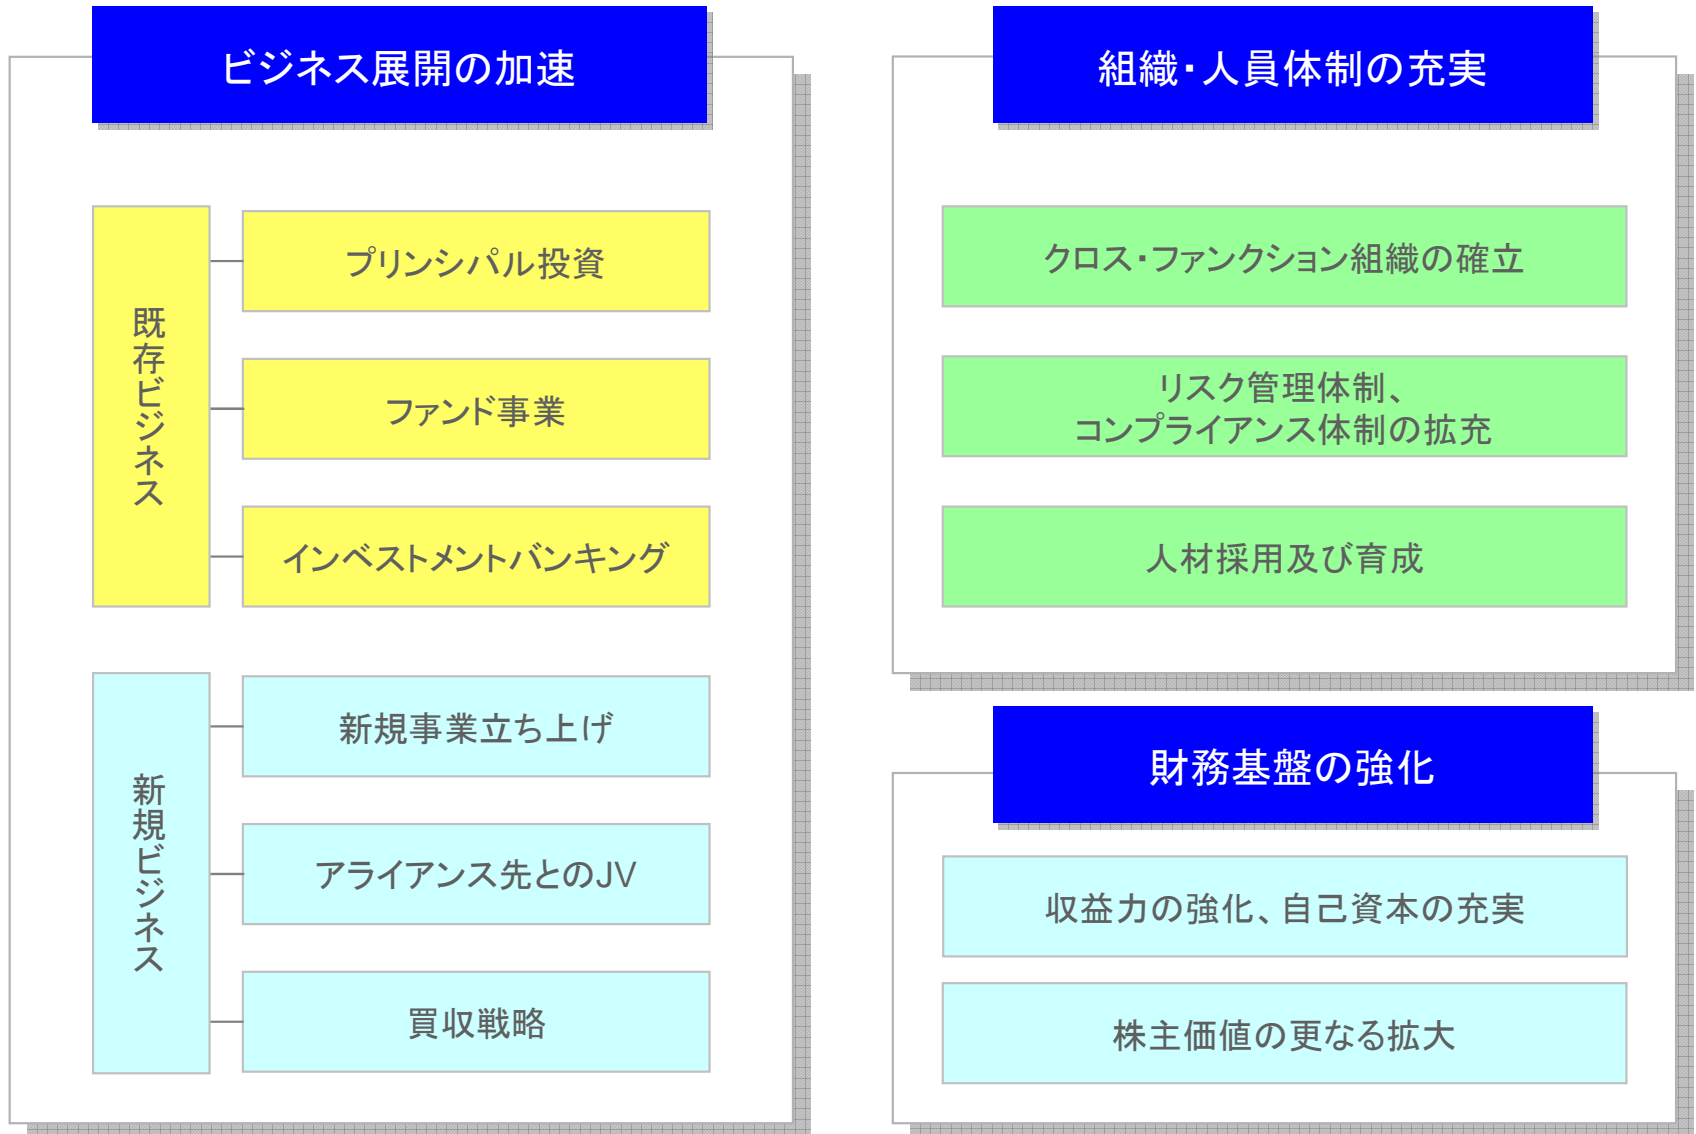 ビジネス展開の加速
既存ビジネス
プリンシパル投資
ファンド事業
インベストメントバンキング
新規ビジネス
新規事業立ち上げ
アライアンス先とのJV
買収戦略
組織・人員体制の充実
クロス・ファンクション組織の確立
リスク管理体制、
コンプライアンス体制の拡充
人材採用及び育成
財務基盤の強化
収益力の強化、自己資本の充実
株主価値の更なる拡大